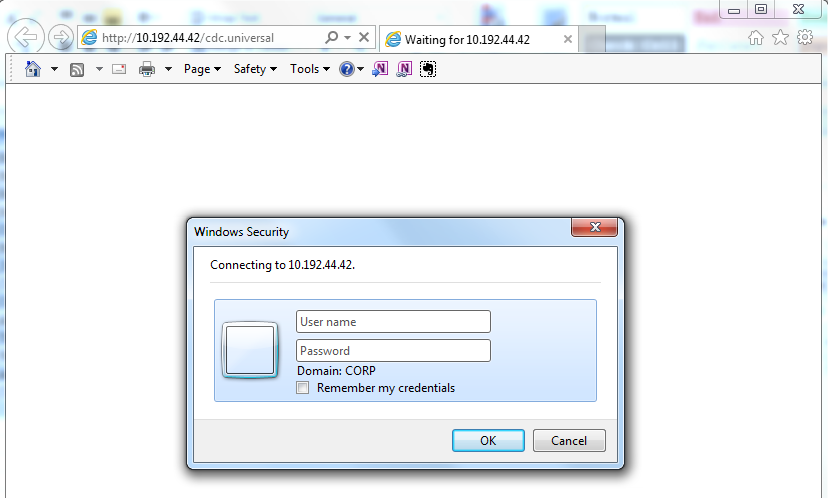 http://10.192.44.42/cdc.universal
Waiting for 10.192.44.42
Page
Safety
Tools
Windows Security
Connecting to 10.192.44.42.
User name
Password
Domain: CORP
Remember my credentials
OK
Cancel